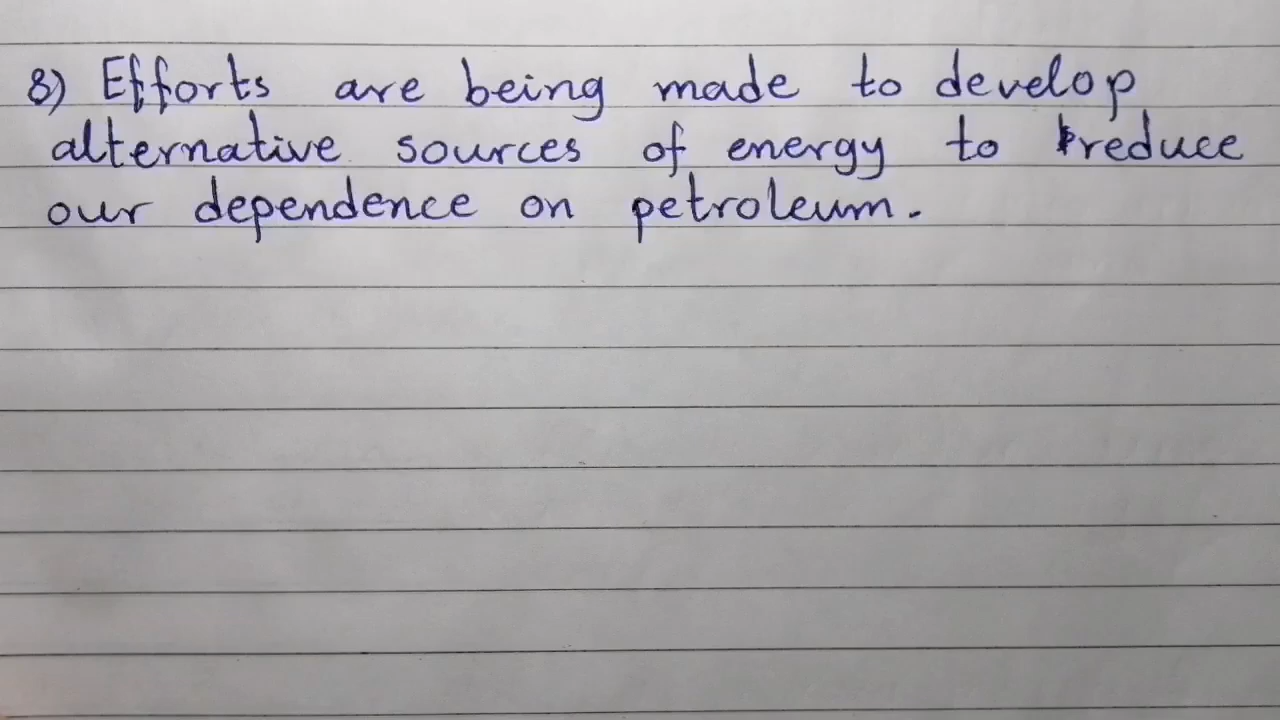 8) Efforts are being made to develop
alternative sources of energy to reduce
our dependence on petroleum.